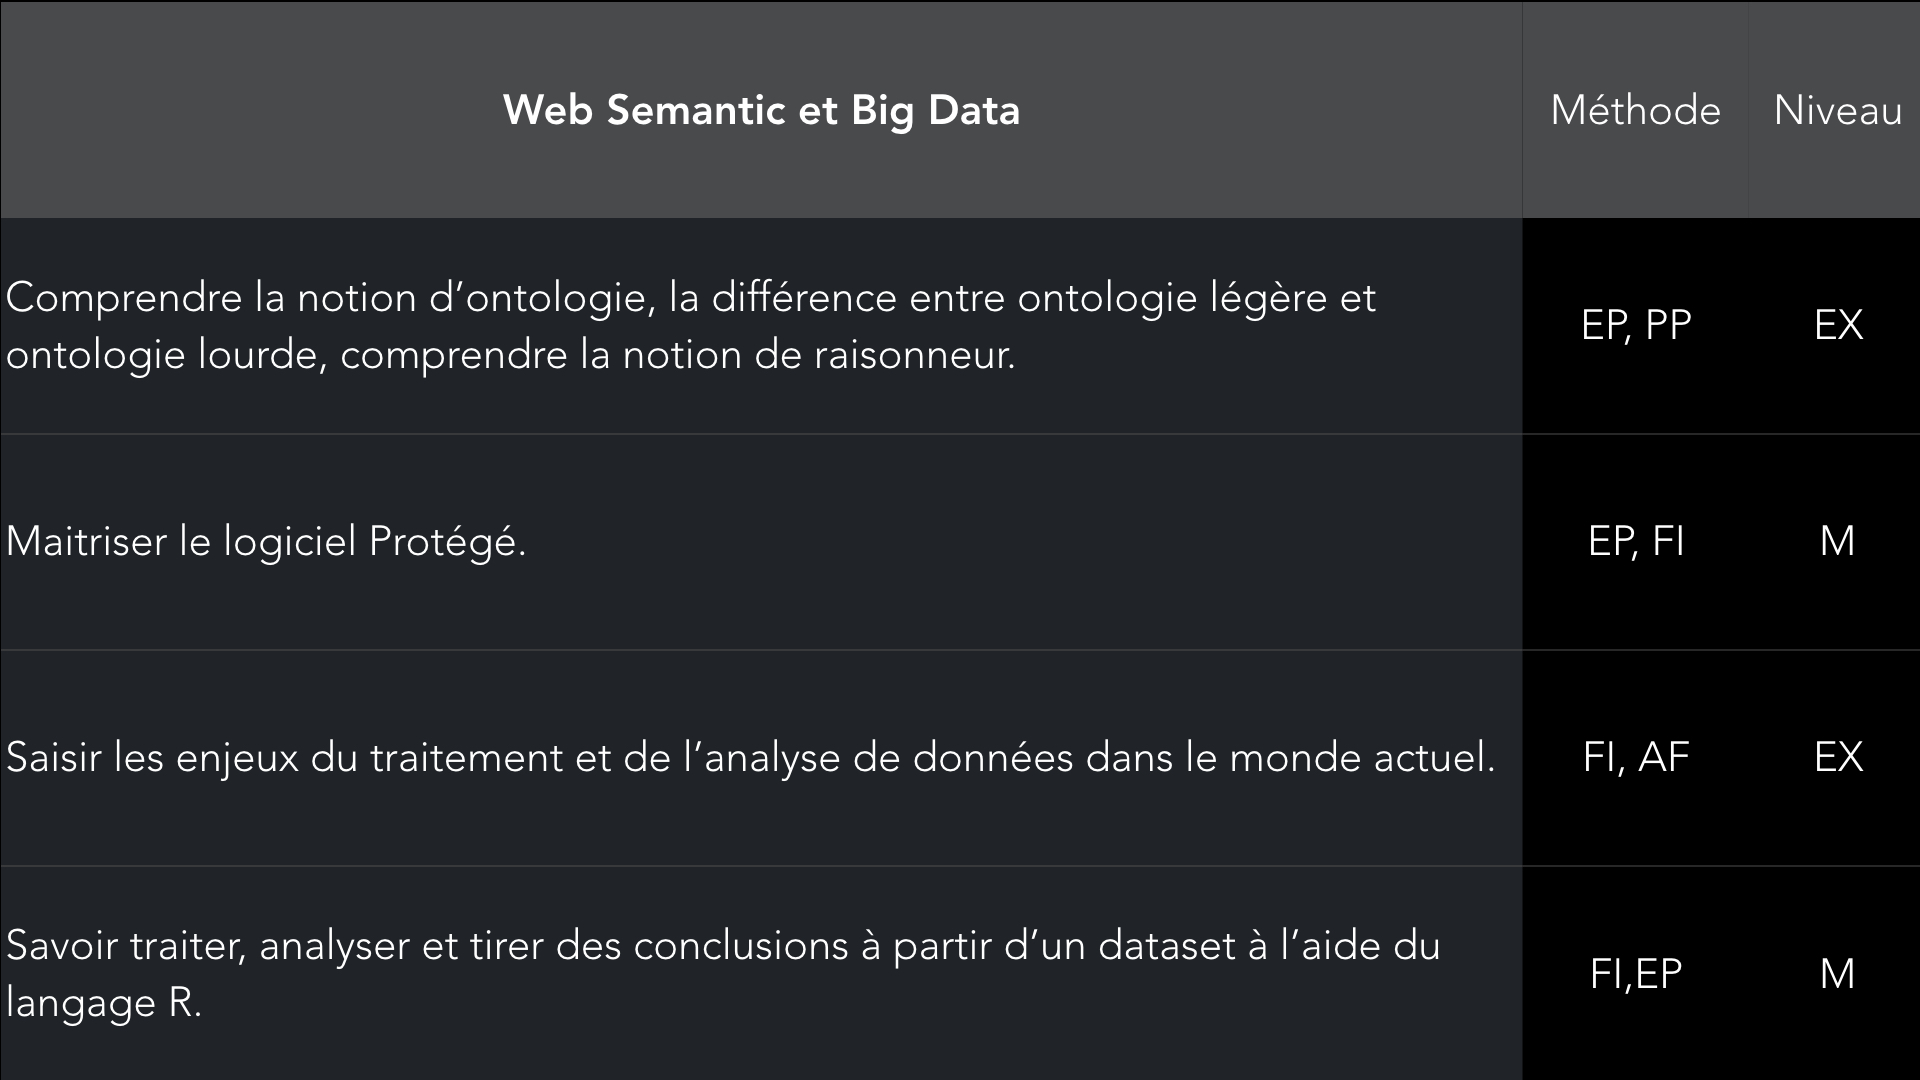 Web Semantic et Big Data Méthode Niveau
Comprendre la notion d’ontologie, la différence entre ontologie légère et
ontologie lourde, comprendre la notion de raisonneur.
EP, PP EX
Maitriser le logiciel Protégé. EP, FI M
Saisir les enjeux du traitement et de l’analyse de données dans le monde actuel. FI, AF EX
Savoir traiter, analyser et tirer des conclusions à partir d’un dataset à l’aide du
langage R.
FI,EP M